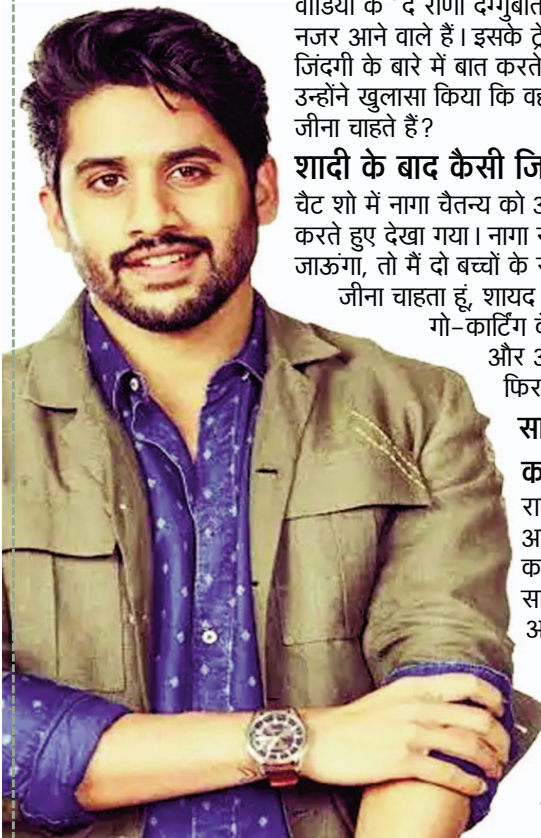 वीडियो के 'द राणा दग्गुबात
नजर आने वाले हैं। इसके ट्रे
जिंदगी के बारे में बात करते
उन्होंने खुलासा किया कि वह
जीना चाहते हैं?
शादी के बाद कैसी जि
चैट शो में नागा चैतन्य को अ
करते हुए देखा गया। नागा
जाऊंगा, तो मैं दो बच्चों के
जीना चाहता हूं, शायद
गो-कार्टिंग
और
फिर
सा
क
रा
अ
क
सा
अ